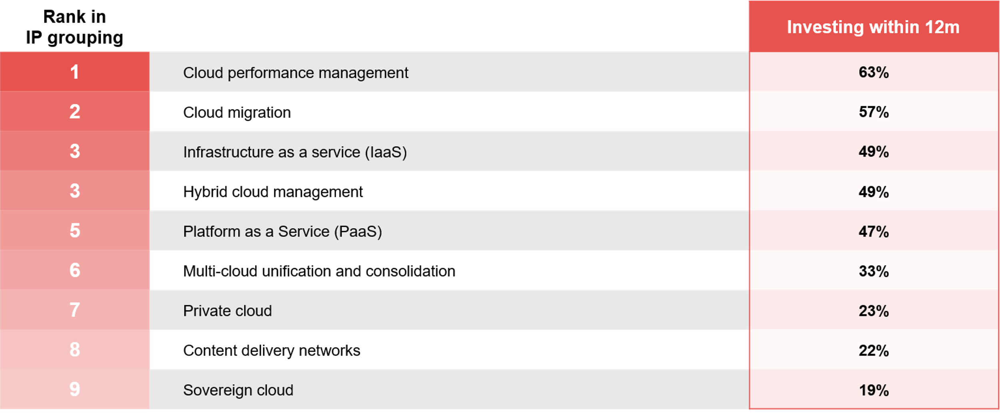 Rank in
IP grouping
Investing within 12m
1 Cloud performance management 63%
2 Cloud migration 57%
3 Infrastructure as a service (IaaS) 49%
3 Hybrid cloud management 49%
5 Platform as a Service (PaaS) 47%
6 Multi-cloud unification and consolidation 33%
7 Private cloud 23%
8 Content delivery networks 22%
9 Sovereign cloud 19%